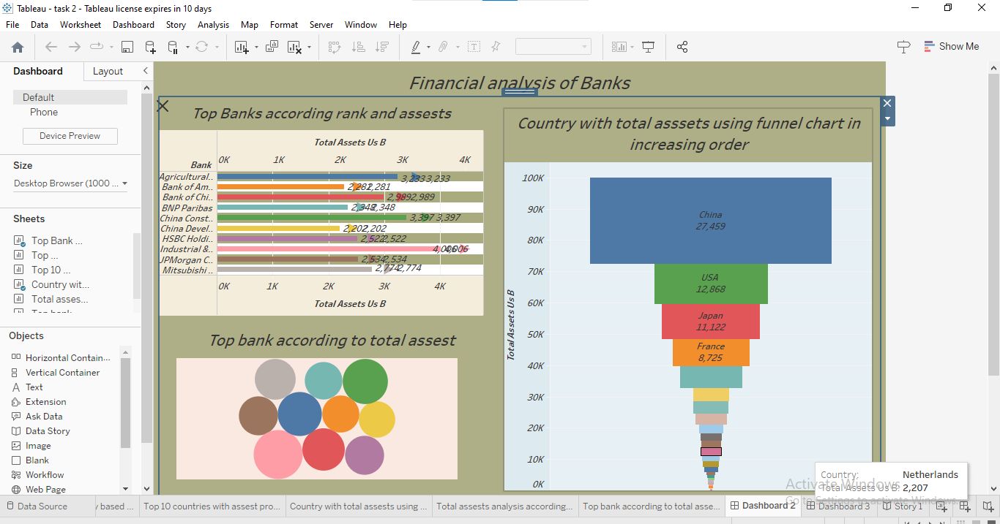 Tableau - task 2 - Tableau license expires in 10 days
File Data Worksheet Dashboard Story Analysis Map Format Server Window Help
Show Me
Dashboard Layout
Default
Phone
Device Preview
Size
Desktop Browser (1000 ...
Sheets
Top Bank ...
Top ...
Top 10 ...
Country wit...
Total asses...
Objects
Horizontal Contain...
Vertical Container
Text
Extension
Ask Data
Data Story
Image
Blank
Workflow
Web Page
Financial analysis of Banks
Top Banks according rank and assests
Total Assets Us B
Bank 0K 1K 2K 3K 4K
Agricultural.. 3,233 3,233
Bank of Am.. 2,281 2,281
Bank of Chi.. 2,989 2,989
BNP Paribas 2,348 2,348
China Const.. 3,397 3,397
China Devel.. 2,202 2,202
HSBC Holdi.. 2,522 2,522
Industrial &.. 4,006 4,006
JPMorgan C.. 2,534 2,534
Mitsubishi .. 2,774 2,774
0K 1K 2K 3K 4K
Total Assets Us B
Top bank according to total assest
Country with total asssets using funnel chart in
increasing order
Total Assets Us B
100K
90K
80K
70K
60K
50K
40K
30K
20K
10K
0K
China
27,459
USA
12,868
Japan
11,122
France
8,725
Country: Netherlands
Total Assets Us B: 2,207
Activate Windows
Go to Settings to activate Windows.
Data Source
y based ...
Top 10 countries with assest pro...
Country with total assests using ...
Total assests analysis according...
Top bank according to total asse...
Dashboard 2
Dashboard 3
Story 1